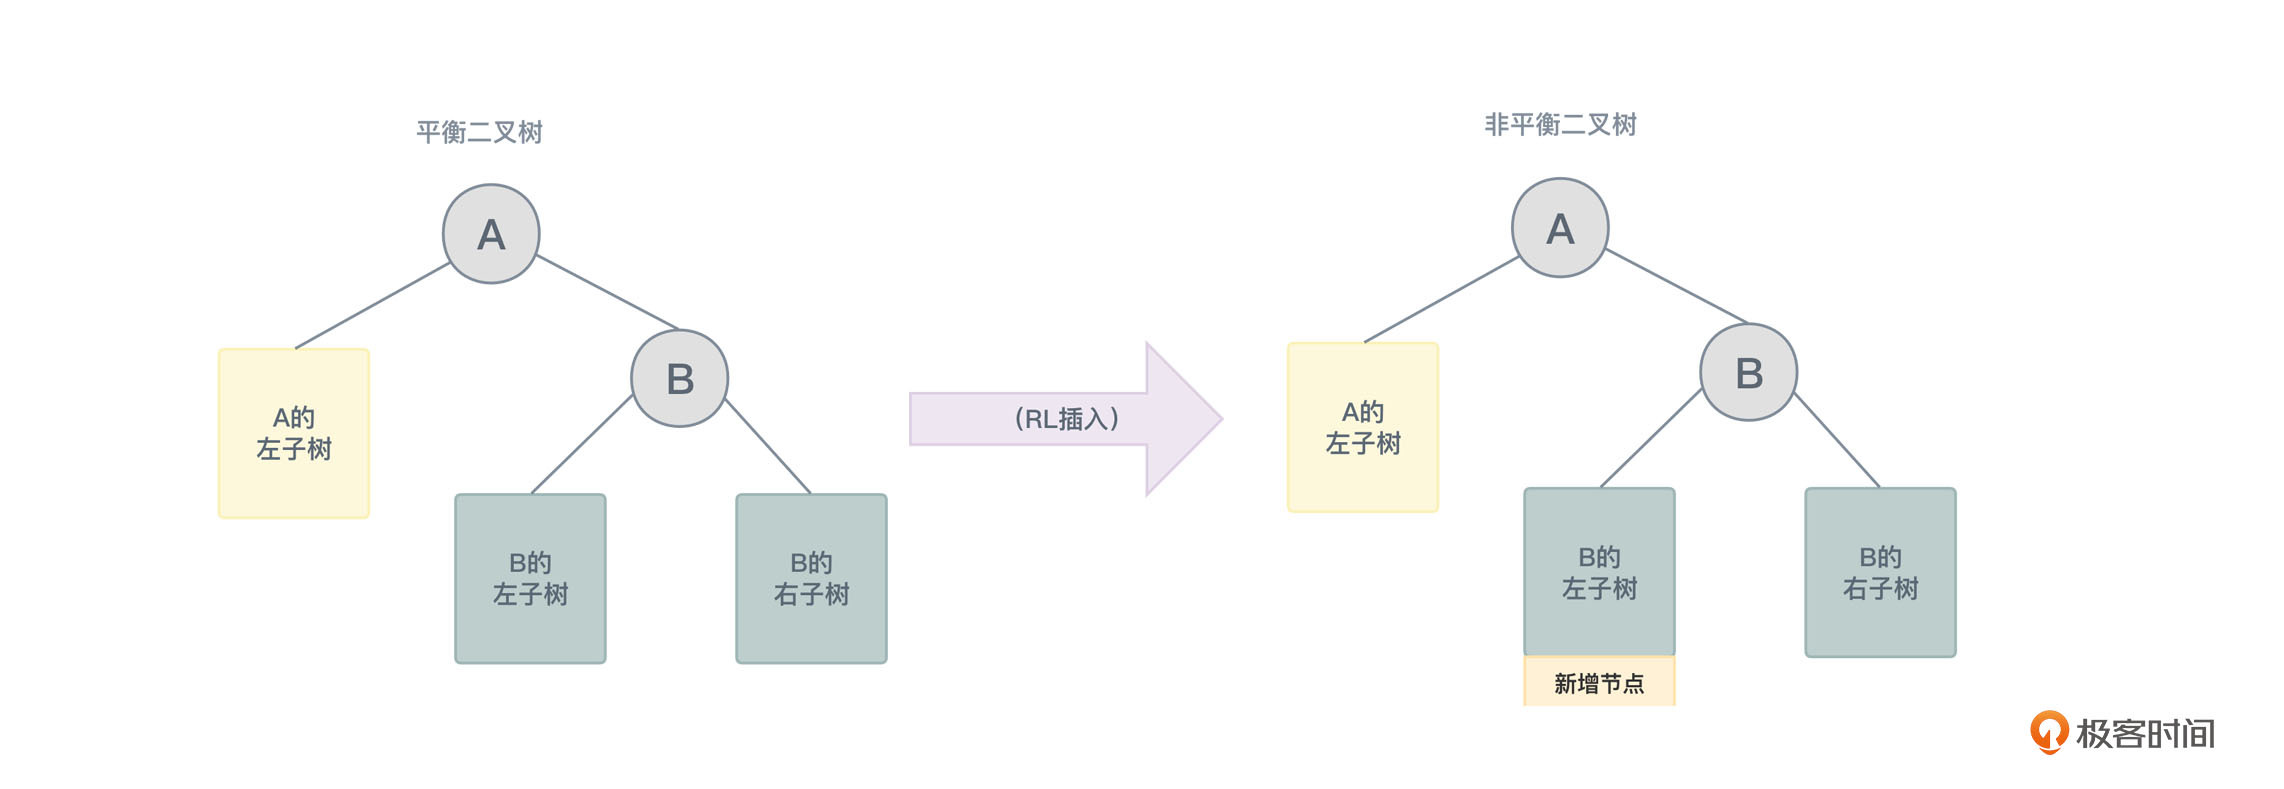 平衡二叉树
A
B
A的
左子树
B的
左子树
B的
右子树
(RL插入)
非平衡二叉树
A
B
A的
左子树
B的
左子树
新增节点
B的
右子树
极客时间